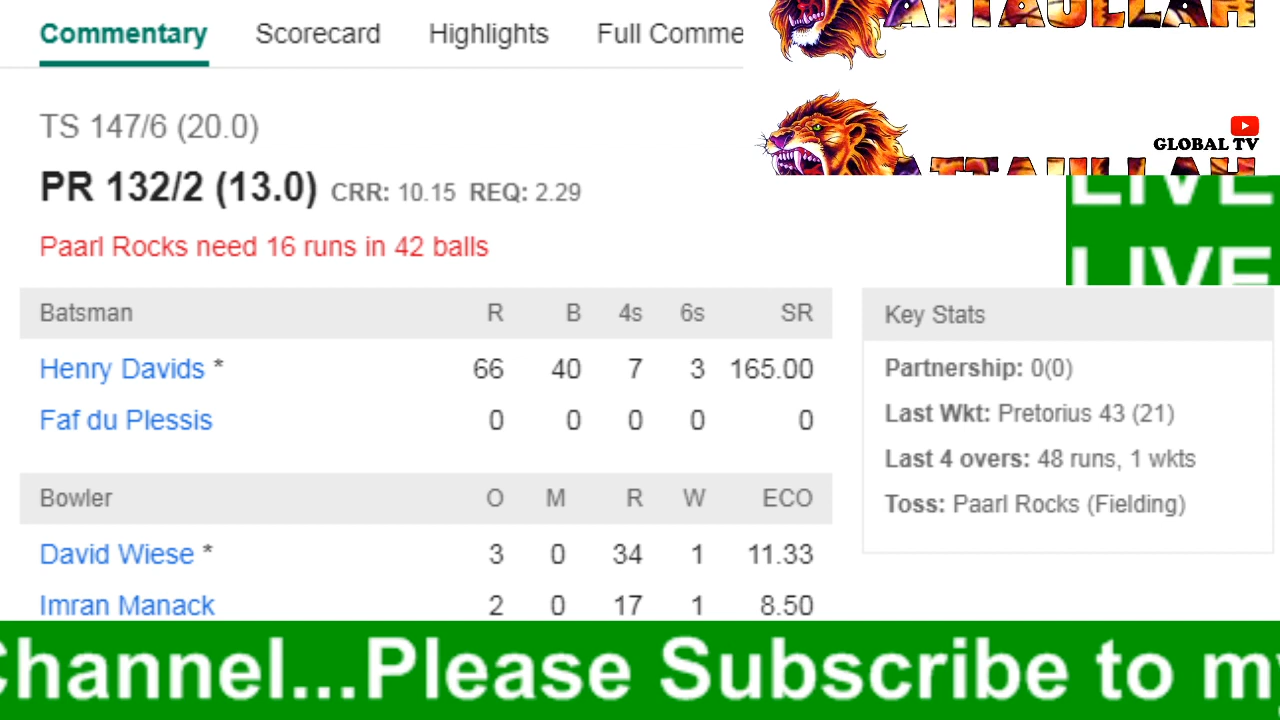 Commentary Scorecard Highlights Full Comme
ATTAULLAH
GLOBAL TV
ATTAULLAH
TS 147/6 (20.0)
PR 132/2 (13.0) CRR: 10.15 REQ: 2.29
Paarl Rocks need 16 runs in 42 balls
LIVE
LIVE
Batsman R B 4s 6s SR
Henry Davids * 66 40 7 3 165.00
Faf du Plessis 0 0 0 0 0
Bowler O M R W ECO
David Wiese * 3 0 34 1 11.33
Imran Manack 2 0 17 1 8.50
Key Stats
Partnership: 0(0)
Last Wkt: Pretorius 43 (21)
Last 4 overs: 48 runs, 1 wkts
Toss: Paarl Rocks (Fielding)
Channel...Please Subscribe to my